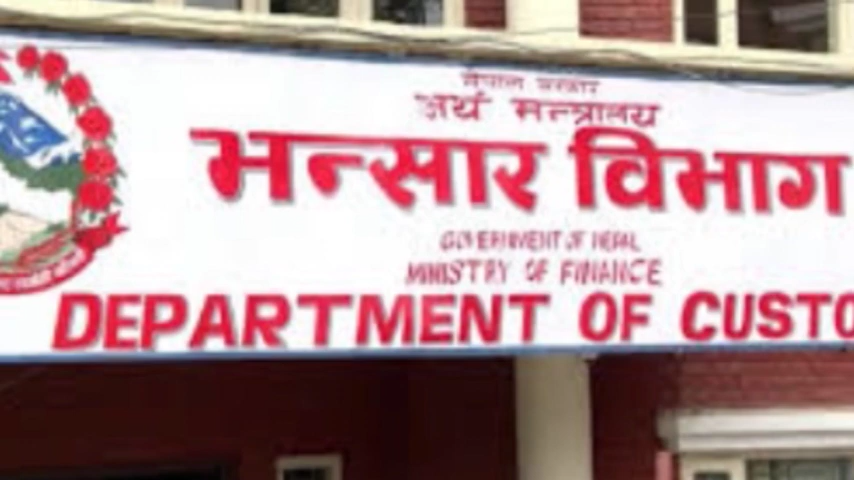 नेपाल सरकार
अर्थ मन्त्रालय
भन्सार विभाग
GOVERNMENT OF NEPAL
MINISTRY OF FINANCE
DEPARTMENT OF CUSTO